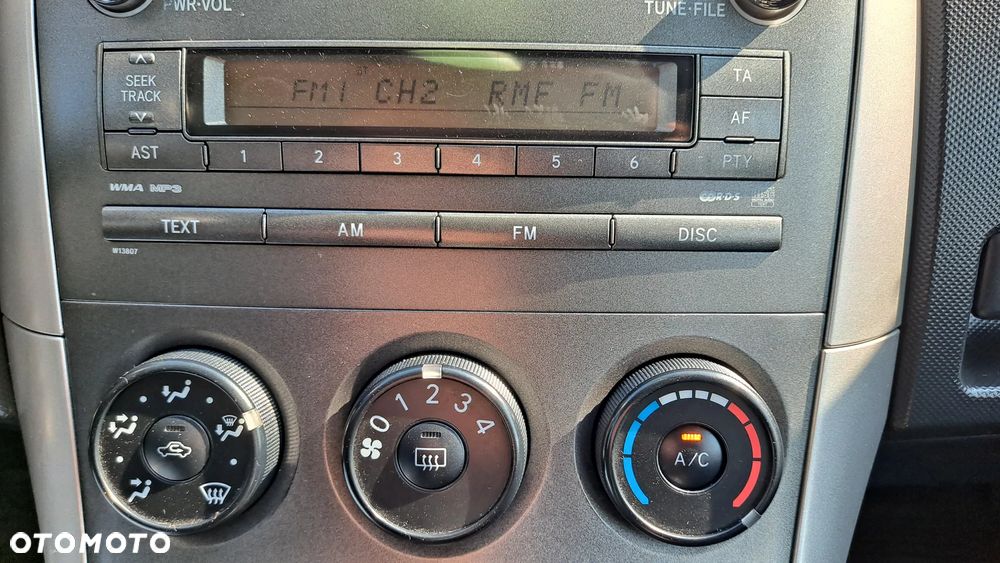 PWR·VOL
TUNE·FILE
SEEK
TRACK
FM1 CH2 RMF FM
TA
AF
AST
1 2 3 4 5 6
PTY
WMA MP3
R·D·S
TEXT AM FM DISC
W13807
0 1 2 3 4
A/C
OTOMOTO